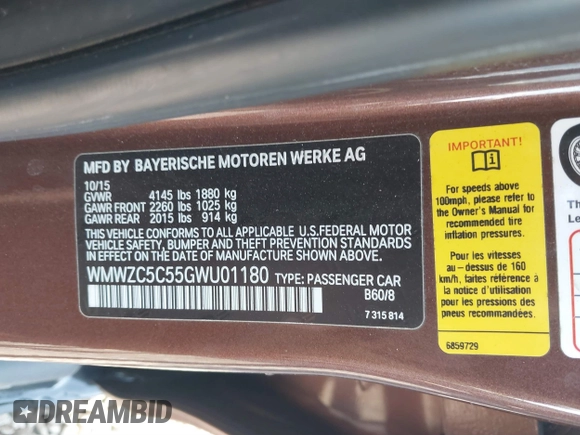 MFD BY BAYERISCHE MOTOREN WERKE AG
10/15
GVWR 4145 lbs 1880 kg
GAWR FRONT 2260 lbs 1025 kg
GAWR REAR 2015 lbs 914 kg
THIS VEHICLE CONFORMS TO ALL APPLICABLE U.S.FEDERAL MOTOR
VEHICLE SAFETY, BUMPER AND THEFT PREVENTION STANDARDS
IN EFFECT ON THE DATE OF MANUFACTURE SHOWN ABOVE.
WMWZC5C55GWU01180 TYPE: PASSENGER CAR
B60/8
7 315 814
IMPORTANT!
For speeds above
100mph, please refer to
the Owner's Manual for
recommended tire
inflation pressures.
Pour les vitesses
au - dessus de 160
km/h, faites référence à
la notice d'utilisation
pour les pressions des
pneus recommandées.
6859729
Th
Le
DREAMBID